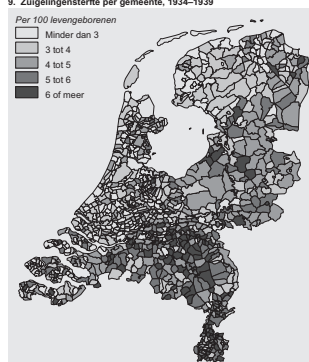 9. Zuigelingensterfte per gemeente, 1934–1939
Per 100 levengeborenen
Minder dan 3
3 tot 4
4 tot 5
5 tot 6
6 of meer